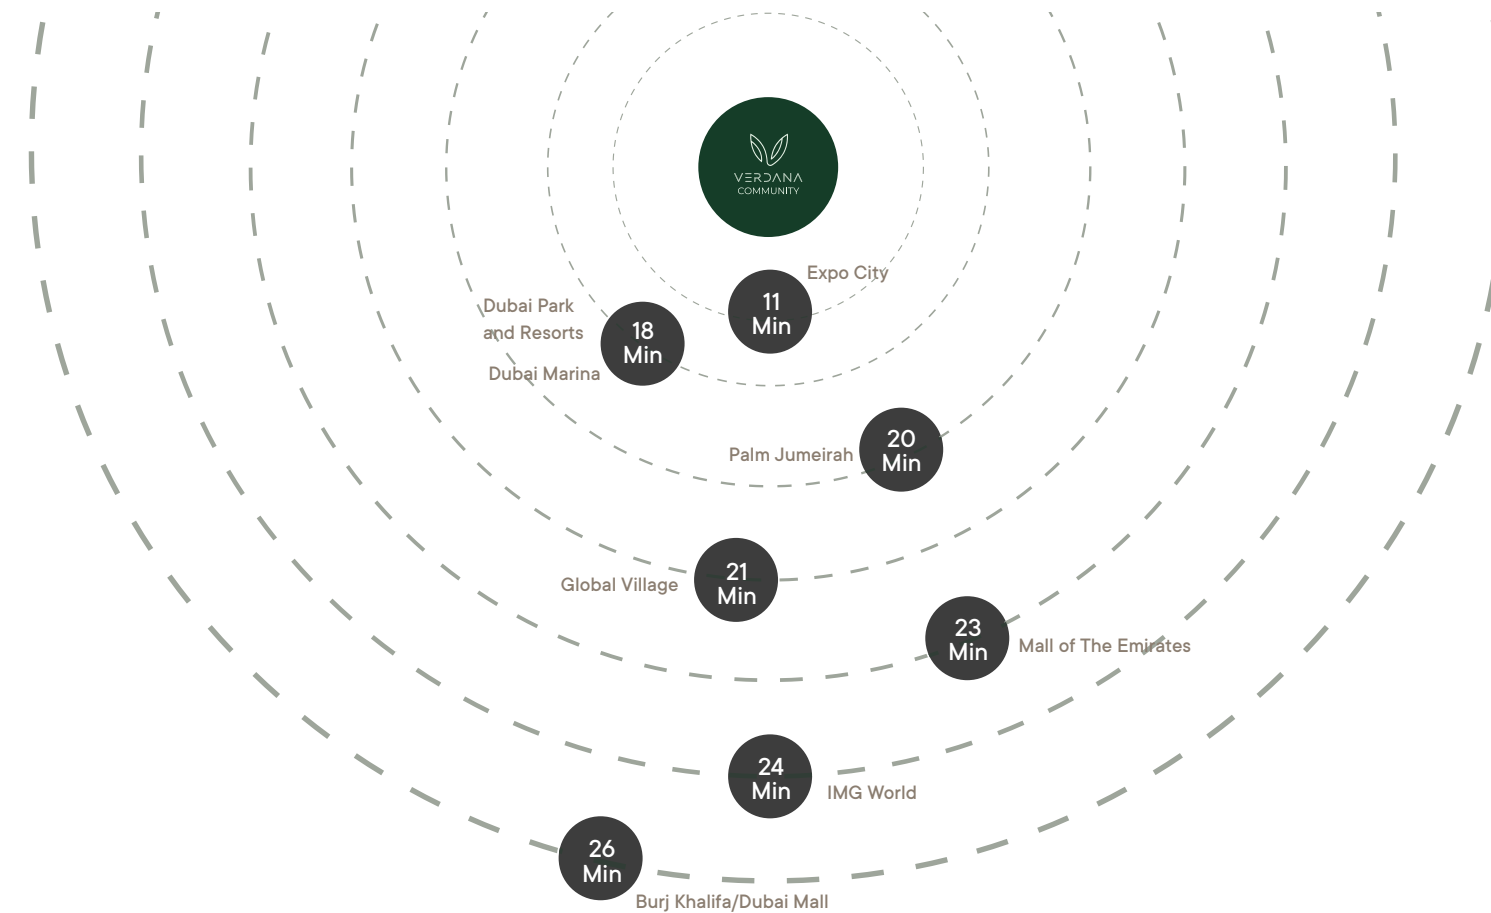 VERDANA
COMMUNITY
Expo City
11
Min
Dubai Park
and Resorts
18
Min
Dubai Marina
20
Min
Palm Jumeirah
21
Min
Global Village
23
Min
Mall of The Emirates
24
Min
IMG World
26
Min
Burj Khalifa/Dubai Mall